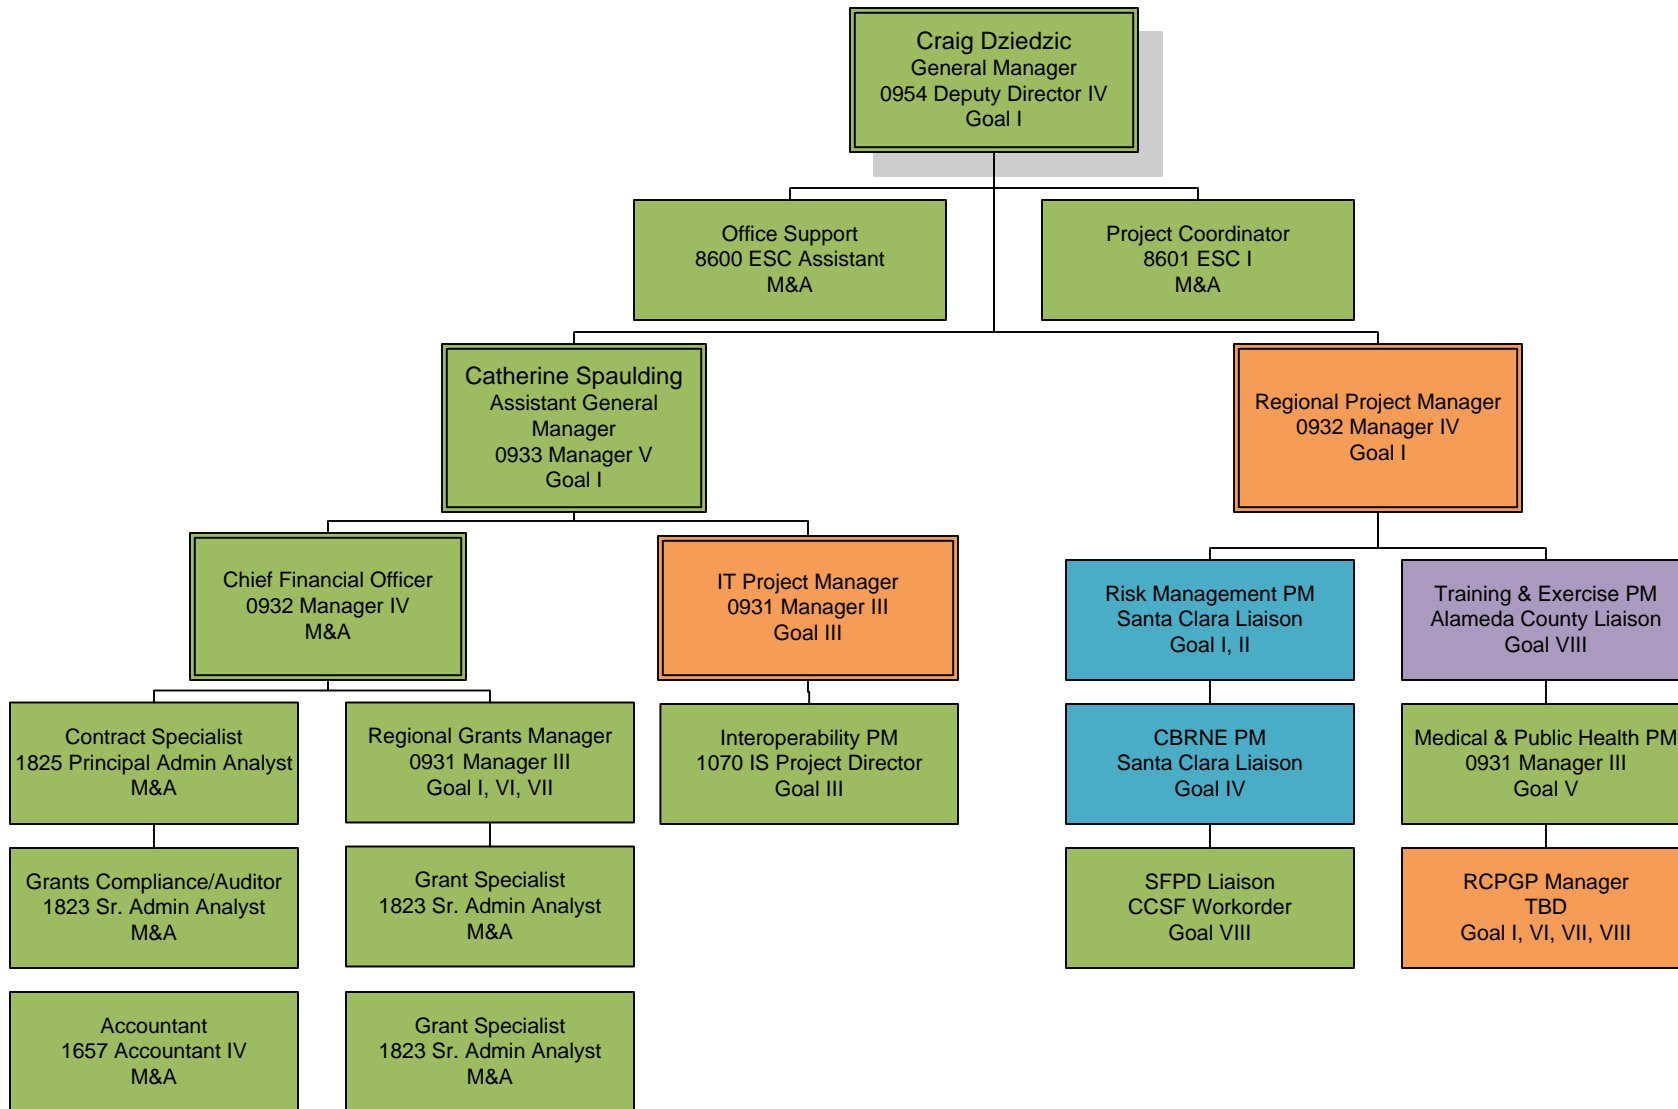 Craig Dziedzic
General Manager
0954 Deputy Director IV
Goal I
Office Support
8600 ESC Assistant
M&A
Project Coordinator
8601 ESC I
M&A
Catherine Spaulding
Assistant General
Manager
0933 Manager V
Goal I
Regional Project Manager
0932 Manager IV
Goal I
Chief Financial Officer
0932 Manager IV
M&A
IT Project Manager
0931 Manager III
Goal III
Risk Management PM
Santa Clara Liaison
Goal I, II
Training & Exercise PM
Alameda County Liaison
Goal VIII
Contract Specialist
1825 Principal Admin Analyst
M&A
Regional Grants Manager
0931 Manager III
Goal I, VI, VII
Interoperability PM
1070 IS Project Director
Goal III
CBRNE PM
Santa Clara Liaison
Goal IV
Medical & Public Health PM
0931 Manager III
Goal V
Grants Compliance/Auditor
1823 Sr. Admin Analyst
M&A
Grant Specialist
1823 Sr. Admin Analyst
M&A
SFPD Liaison
CCSF Workorder
Goal VIII
RCPGP Manager
TBD
Goal I, VI, VII, VIII
Accountant
1657 Accountant IV
M&A
Grant Specialist
1823 Sr. Admin Analyst
M&A